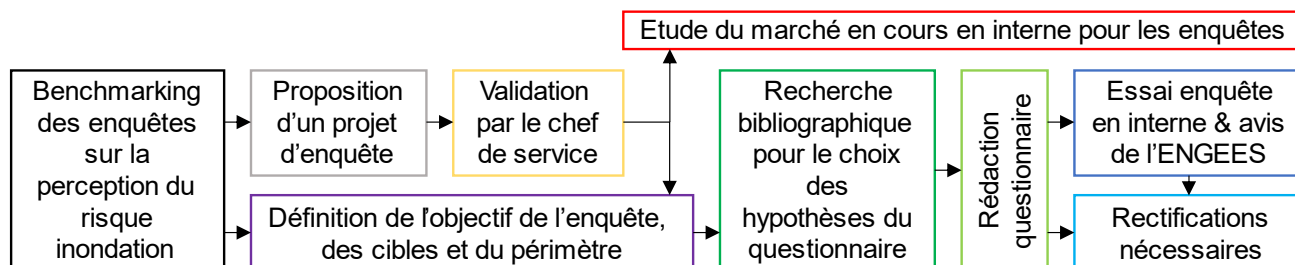 Etude du marché en cours en interne pour les enquêtes
Benchmarking
des enquêtes
sur la
perception du
risque
inondation
Proposition
d’un projet
d’enquête
Validation
par le chef
de service
Définition de l’objectif de l’enquête,
des cibles et du périmètre
Recherche
bibliographique
pour le choix
des
hypothèses du
questionnaire
Rédaction
questionnaire
Essai enquête
en interne & avis
de l’ENGEES
Rectifications
nécessaires